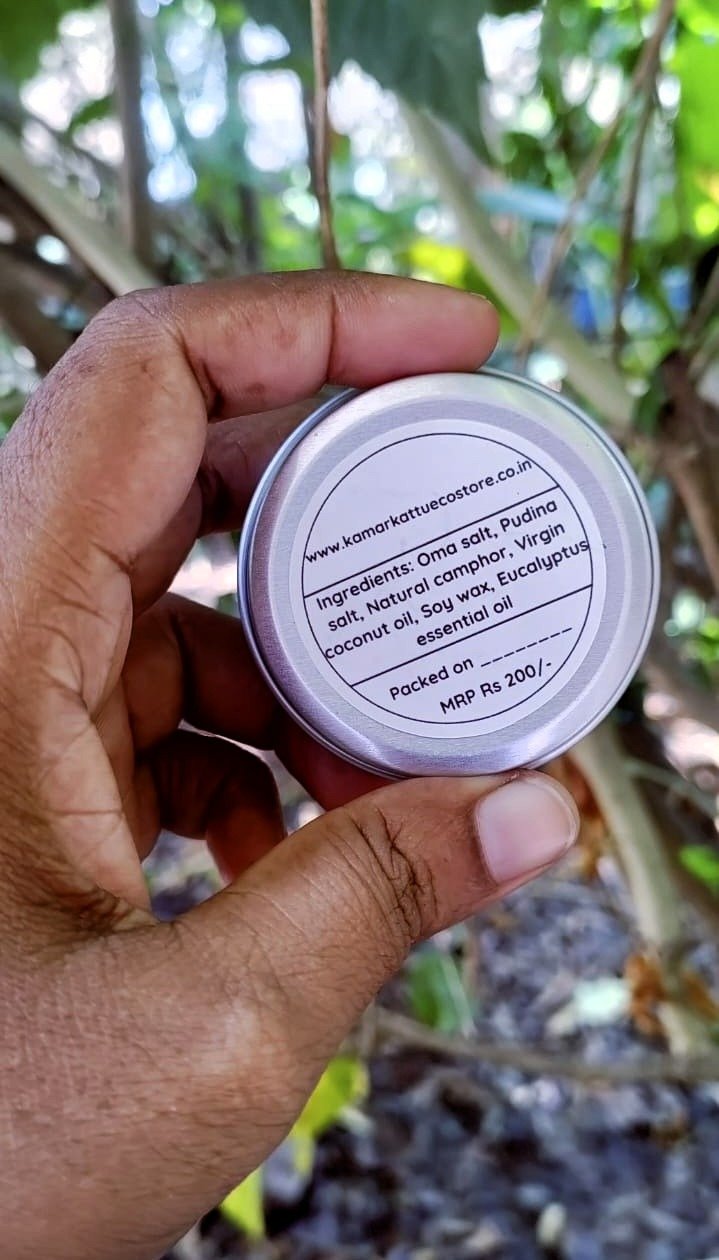 www.kamarkattuecostore.co.in
Ingredients: Oma salt, Pudina
salt, Natural camphor, Virgin
coconut oil, Soy wax, Eucalyptus
essential oil
Packed on _________
MRP Rs 200/-